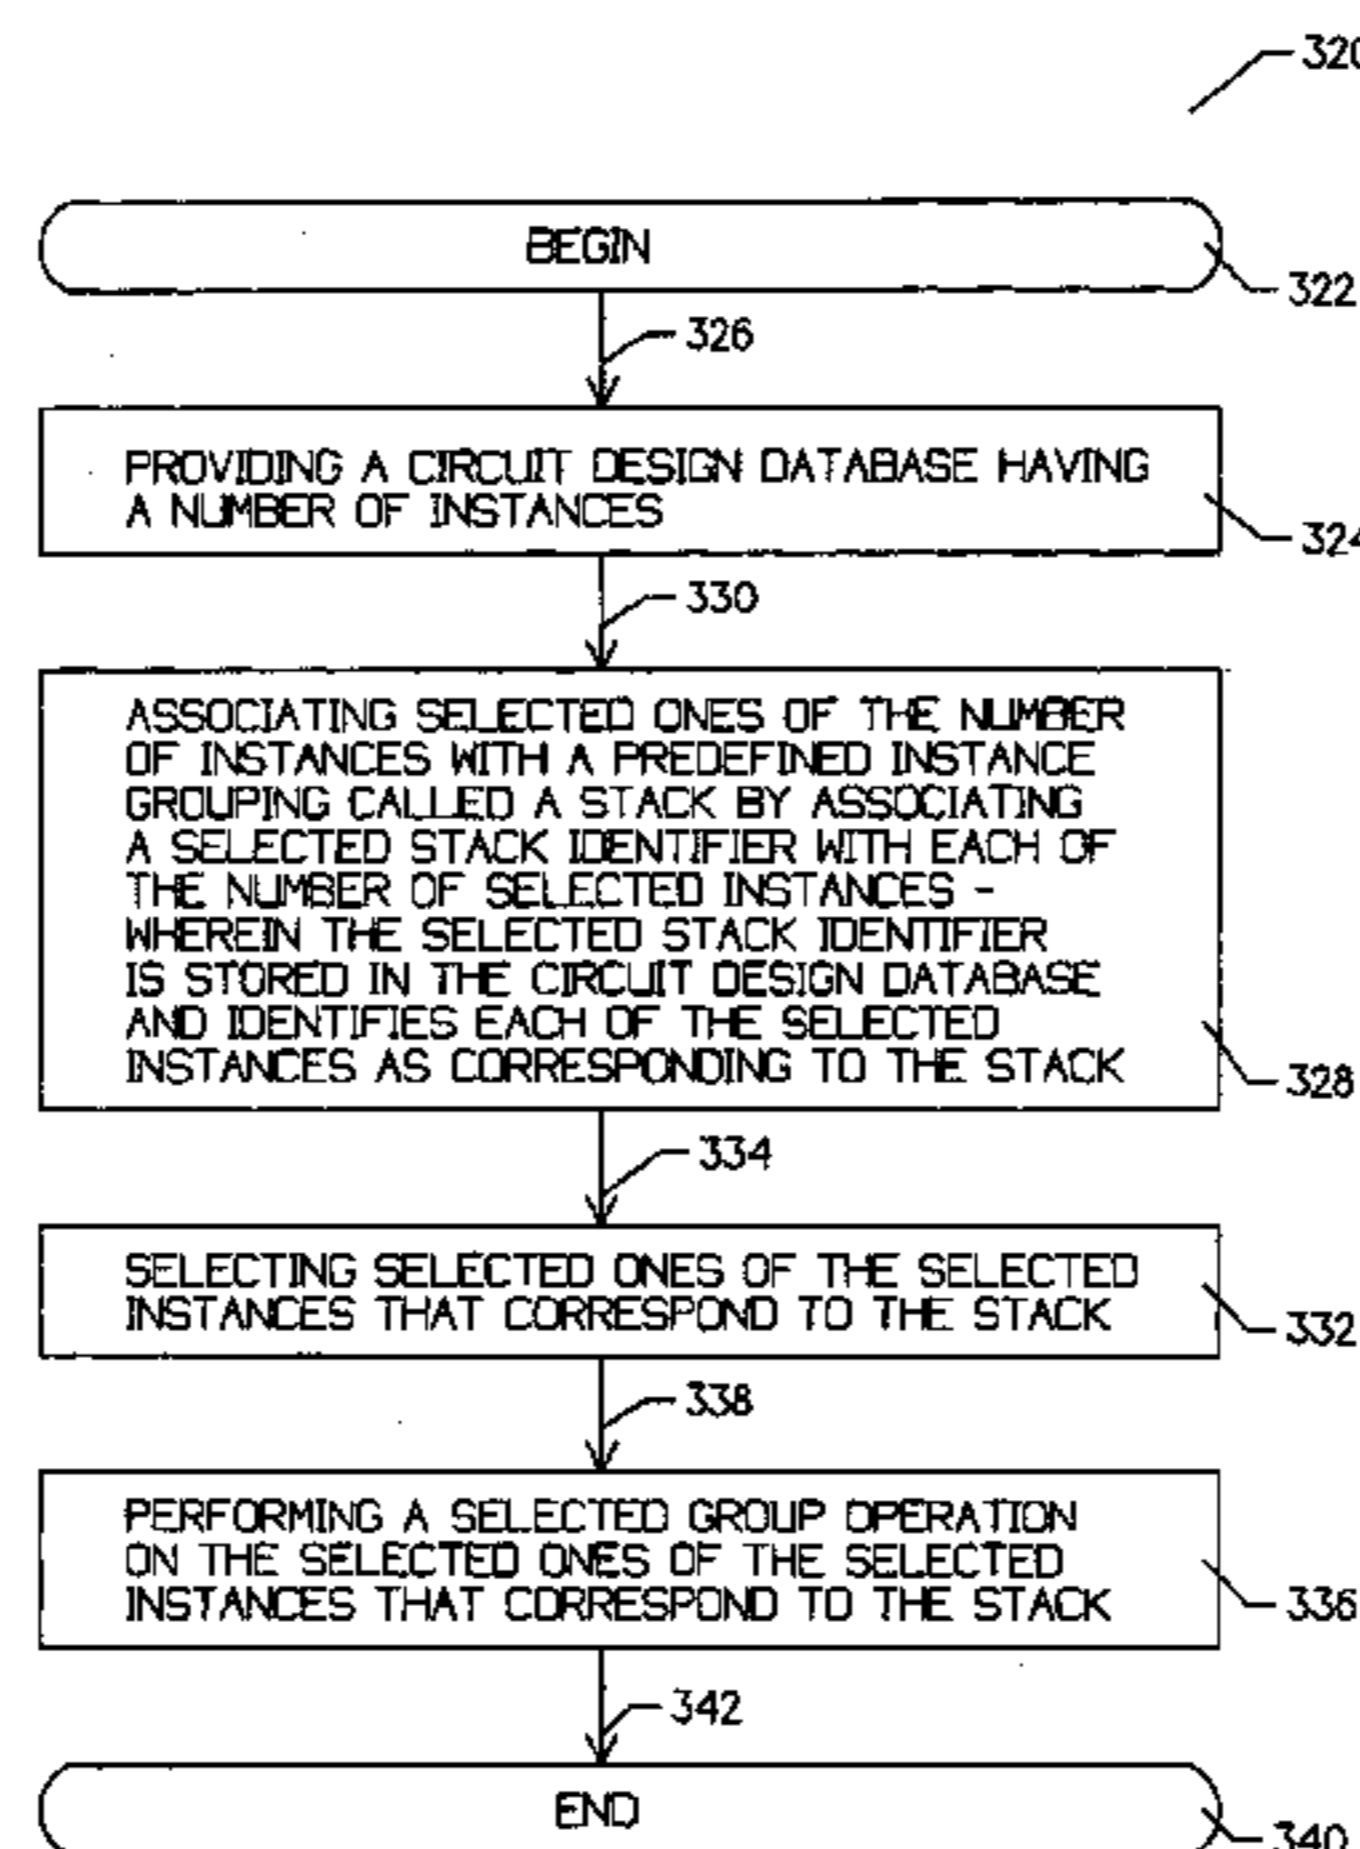 320
BEGIN
322
326
PROVIDING A CIRCUIT DESIGN DATABASE HAVING
A NUMBER OF INSTANCES
324
330
ASSOCIATING SELECTED ONES OF THE NUMBER
OF INSTANCES WITH A PREDEFINED INSTANCE
GROUPING CALLED A STACK BY ASSOCIATING
A SELECTED STACK IDENTIFIER WITH EACH OF
THE NUMBER OF SELECTED INSTANCES -
WHEREIN THE SELECTED STACK IDENTIFIER
IS STORED IN THE CIRCUIT DESIGN DATABASE
AND IDENTIFIES EACH OF THE SELECTED
INSTANCES AS CORRESPONDING TO THE STACK
328
334
SELECTING SELECTED ONES OF THE SELECTED
INSTANCES THAT CORRESPOND TO THE STACK
332
338
PERFORMING A SELECTED GROUP OPERATION
ON THE SELECTED ONES OF THE SELECTED
INSTANCES THAT CORRESPOND TO THE STACK
336
342
END
340